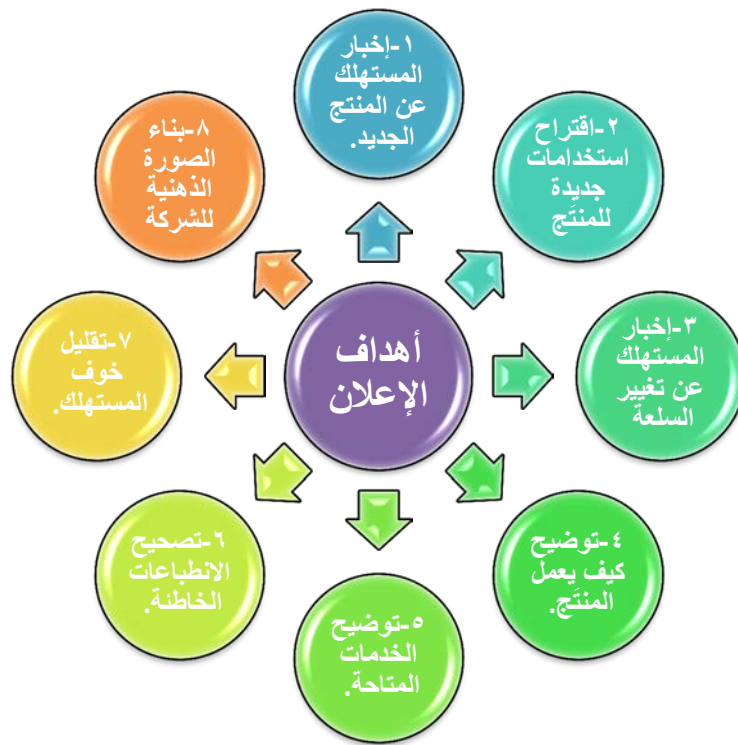 أهداف
الإعلان
١-إخبار
المستهلك
عن المنتج
الجديد.
٢-اقتراح
استخدامات
جديدة
للمنتَج
٣-إخبار
المستهلك
عن تغيير
السلعة
٤-توضيح
كيف يعمل
المنتَج.
٥-توضيح
الخدمات
المتاحة.
٦-تصحيح
الانطباعات
الخاطئة.
٧-تقليل
خوف
المستهلك.
٨-بناء
الصورة
الذهنية
للشركة